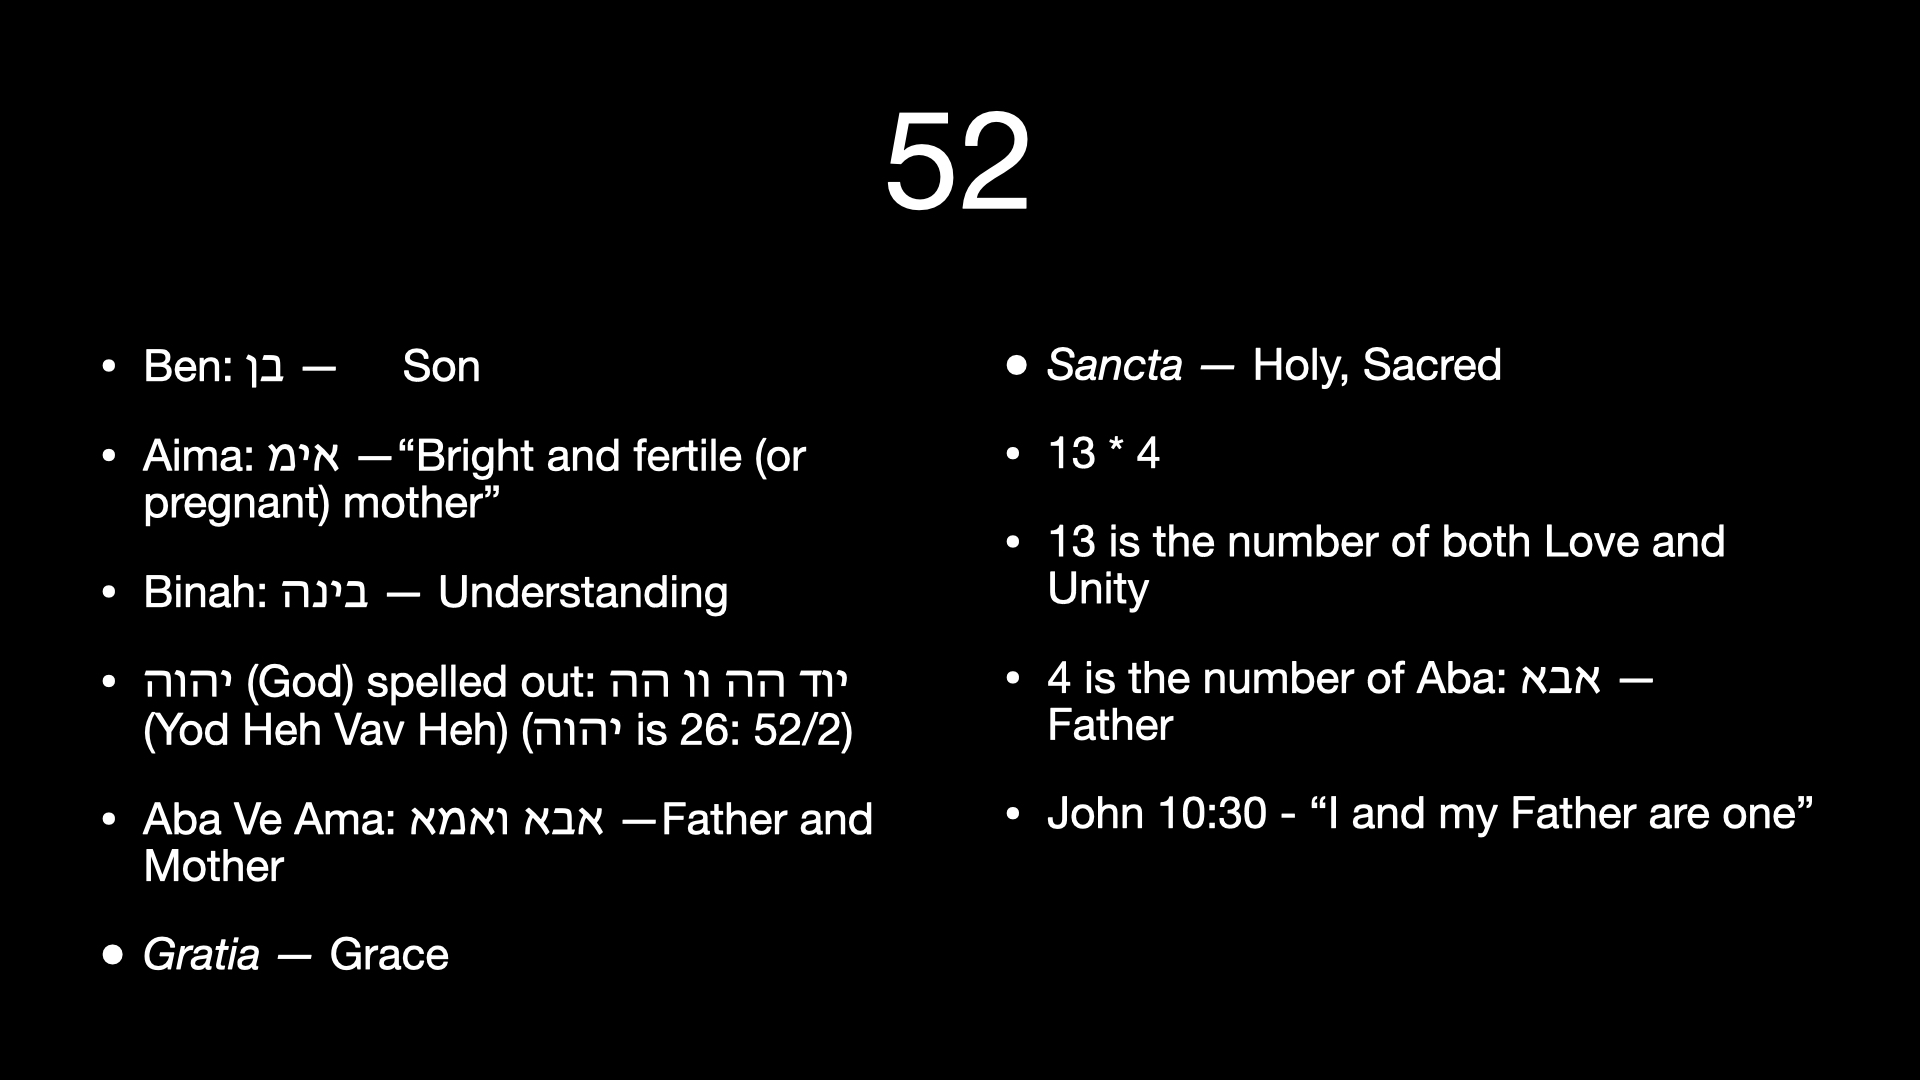 52
• Ben: בן — Son
• Aima: אימ —“Bright and fertile (or
pregnant) mother”
• Binah: בינה — Understanding
• יהוה (God) spelled out: יוד הה וו הה
(Yod Heh Vav Heh) (יהוה is 26: 52/2)
• Aba Ve Ama: אבא ואמא —Father and
Mother
• Gratia — Grace
• Sancta — Holy, Sacred
• 13 * 4
• 13 is the number of both Love and
Unity
• 4 is the number of Aba: אבא —
Father
• John 10:30 - “I and my Father are one”